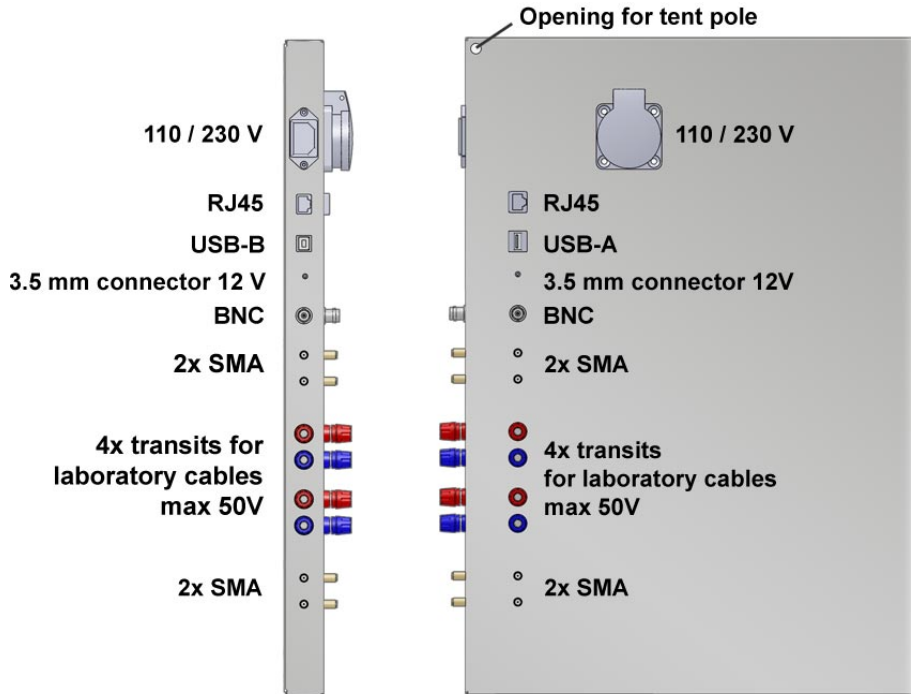 Opening for tent pole
110 / 230 V
110 / 230 V
RJ45
RJ45
USB-B
USB-A
3.5 mm connector 12 V
3.5 mm connector 12V
BNC
BNC
2x SMA
2x SMA
4x transits for
laboratory cables
max 50V
4x transits
for laboratory cables
max 50V
2x SMA
2x SMA